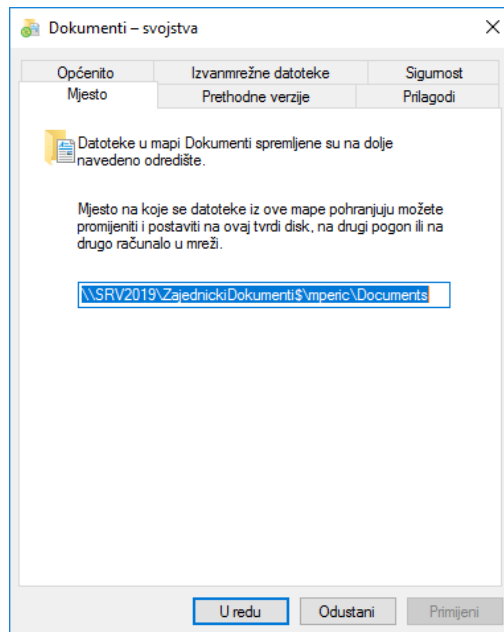 Dokumenti – svojstva
Općenito Izvanmrežne datoteke Sigurnost
Mjesto Prethodne verzije Prilagodi
Datoteke u mapi Dokumenti spremljene su na dolje
navedeno odredište.
Mjesto na koje se datoteke iz ove mape pohranjuju možete
promijeniti i postaviti na ovaj tvrdi disk, na drugi pogon ili na
drugo računalo u mreži.
\\SRV2019\ZajednickiDokumenti$\mperic\Documents
U redu Odustani Primijeni